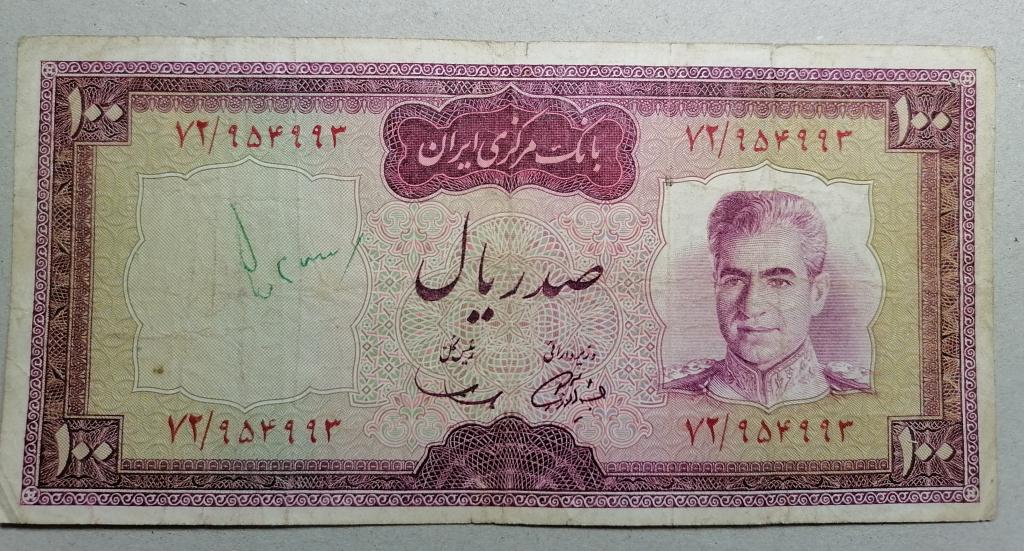 ۱۰۰ ۱۰۰
بانک مرکزی ایران
۷۲/۹۵۴۹۹۳ ۷۲/۹۵۴۹۹۳
صد ریال
وزیر دارائی رئیس کل
۷۲/۹۵۴۹۹۳ ۷۲/۹۵۴۹۹۳
۱۰۰ ۱۰۰